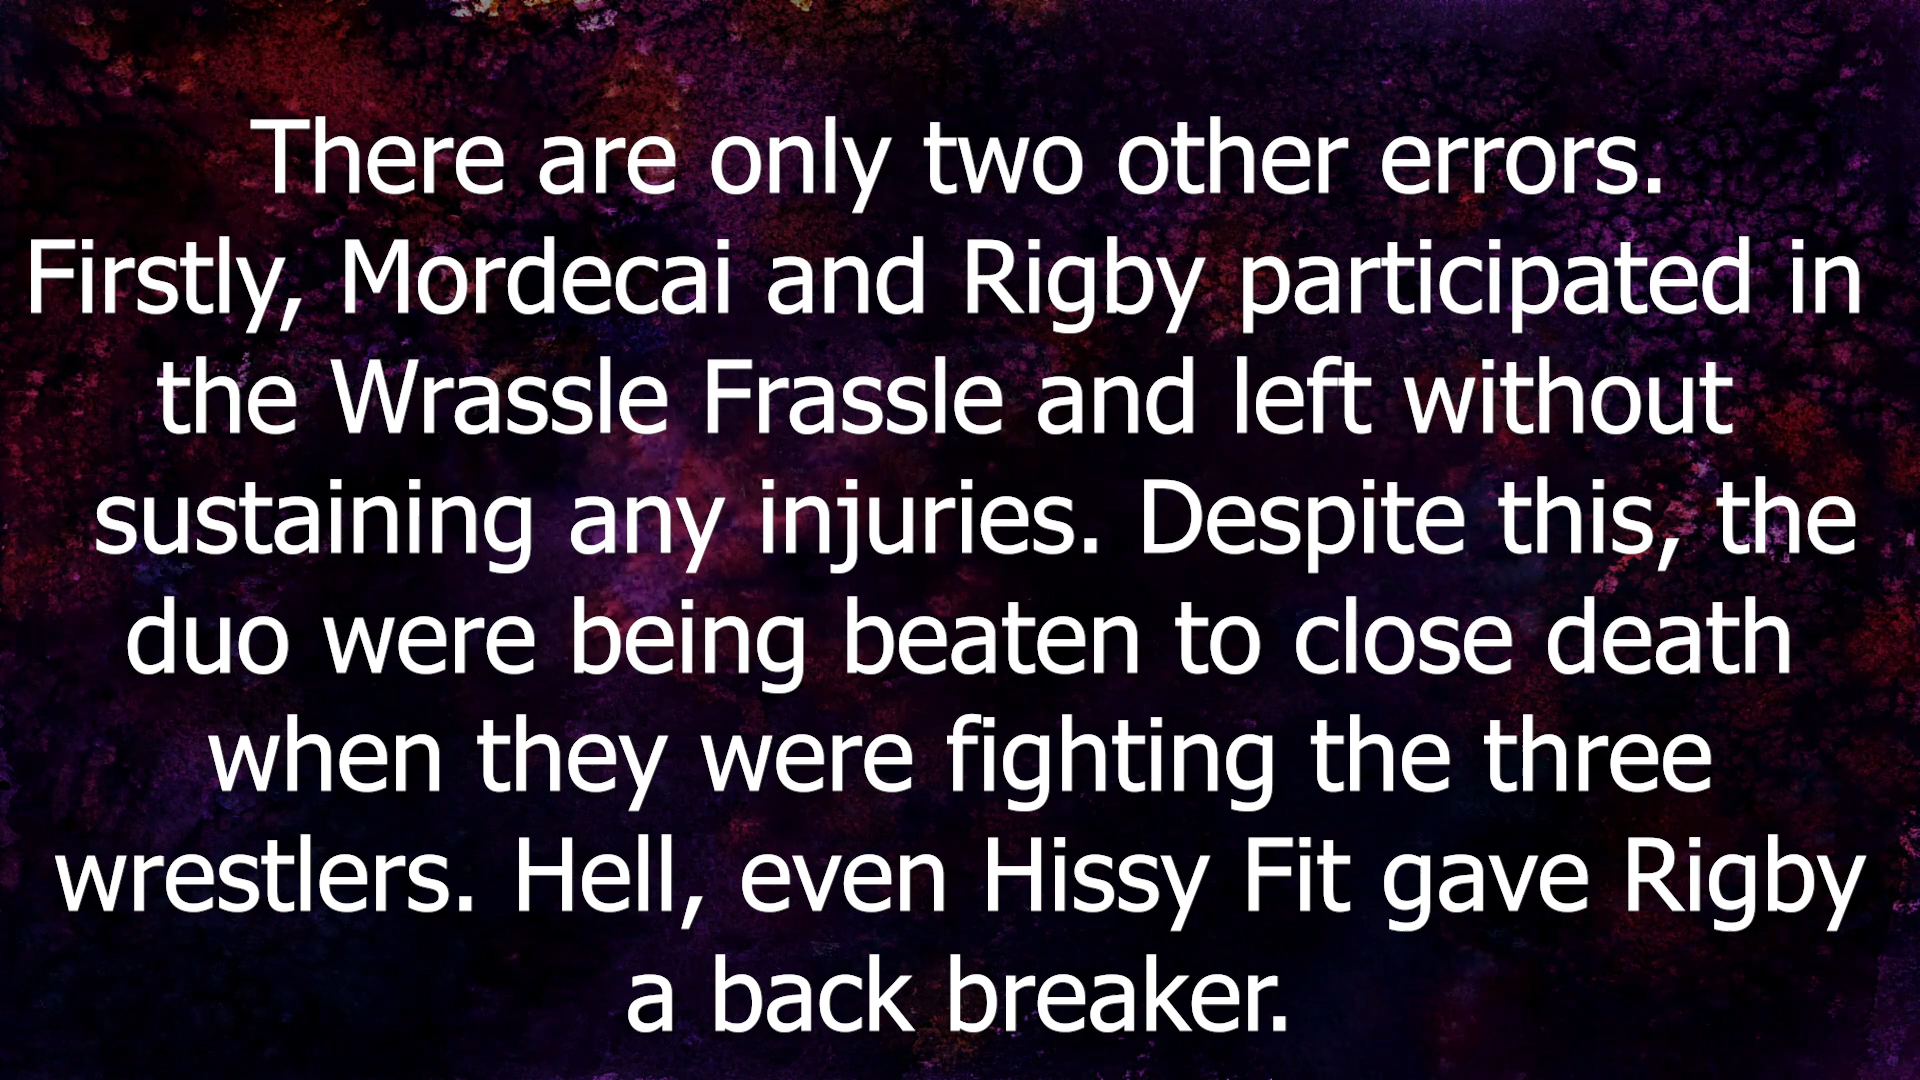 There are only two other errors.
Firstly, Mordecai and Rigby participated in
the Wrassle Frassle and left without
sustaining any injuries. Despite this, the
duo were being beaten to close death
when they were fighting the three
wrestlers. Hell, even Hissy Fit gave Rigby
a back breaker.